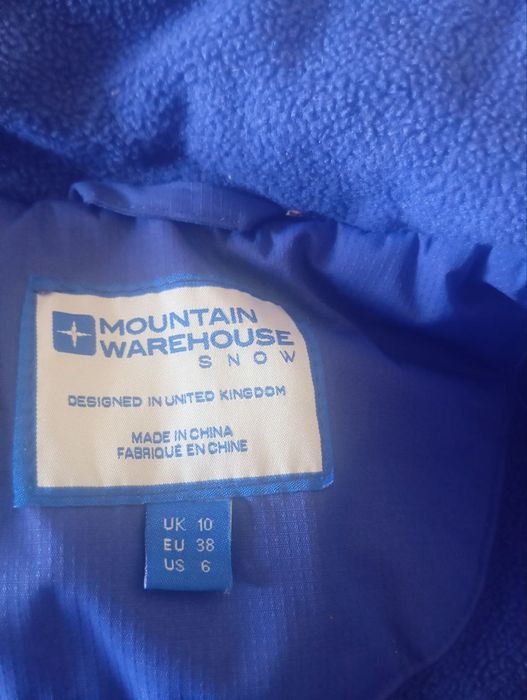 MOUNTAIN
WAREHOUSE
SNOW
DESIGNED IN UNITED KINGDOM
MADE IN CHINA
FABRIQUÉ EN CHINE
UK 10
EU 38
US 6